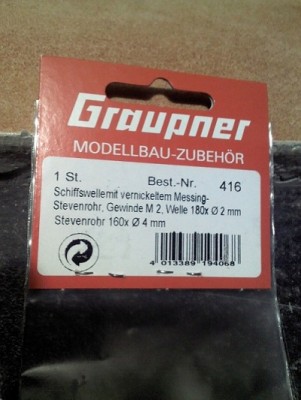 Graupner
MODELLBAU-ZUBEHÖR
1 St. Best.-Nr. 416
Schiffswellemit vernickeltem Messing-
Stevenrohr, Gewinde M 2, Welle 180x Ø 2 mm
Stevenrohr 160x Ø 4 mm
4 013389 194068